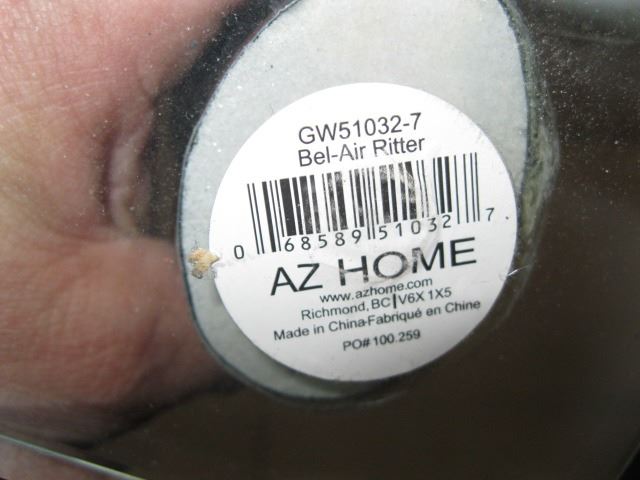 GW51032-7
Bel-Air Ritter
0 68589 51032 7
AZ HOME
www.azhome.com
Richmond, BC V6X 1X5
Made in China-Fabriqué en Chine
PO# 100.259